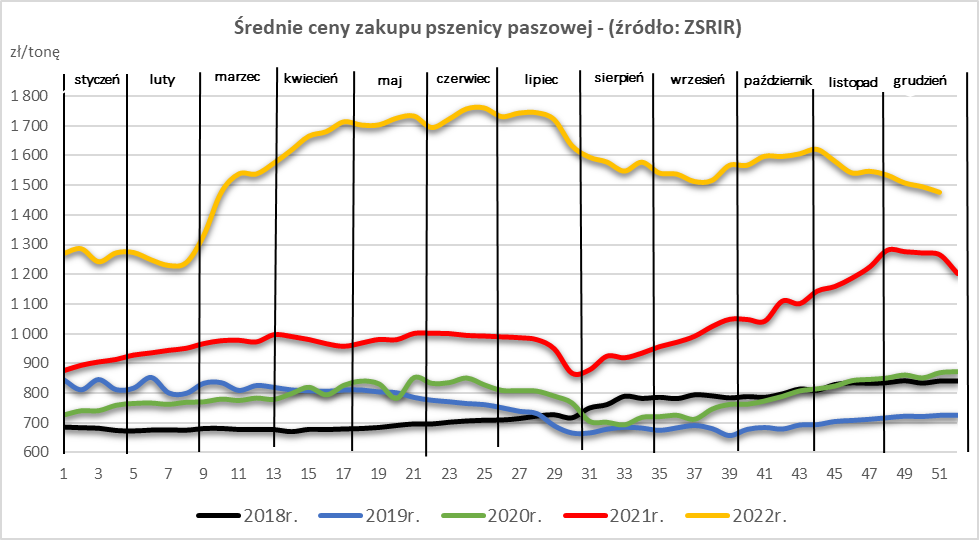 Średnie ceny zakupu pszenicy paszowej - (źródło: ZSRIR)
zł/tonę
styczeń luty marzec kwiecień maj czerwiec lipiec sierpień wrzesień październik listopad grudzień
1 800
1 700
1 600
1 500
1 400
1 300
1 200
1 100
1 000
900
800
700
600
1 3 5 7 9 11 13 15 17 19 21 23 25 27 29 31 33 35 37 39 41 43 45 47 49 51
2018r. 2019r. 2020r. 2021r. 2022r.